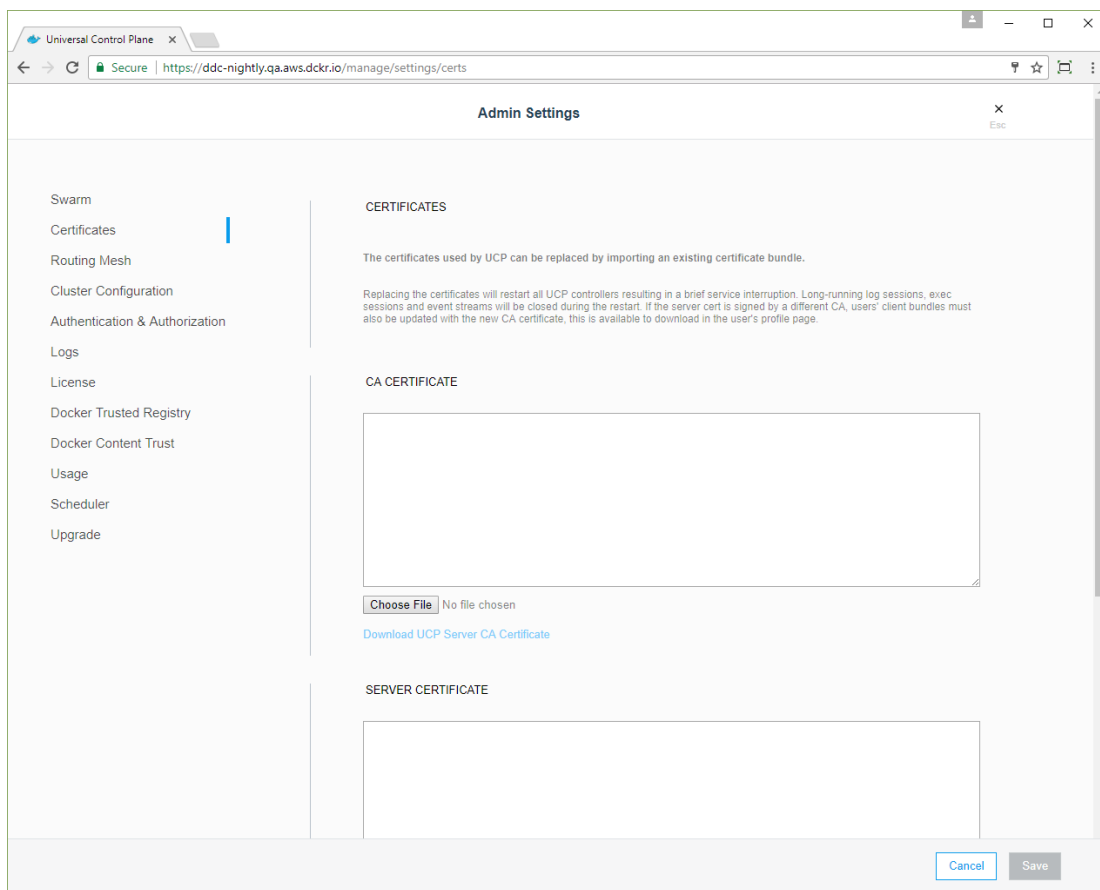 Universal Control Plane
Secure
https://ddc-nightly.qa.aws.dckr.io/manage/settings/certs
Admin Settings
Esc
Swarm
Certificates
Routing Mesh
Cluster Configuration
Authentication & Authorization
Logs
License
Docker Trusted Registry
Docker Content Trust
Usage
Scheduler
Upgrade
CERTIFICATES
The certificates used by UCP can be replaced by importing an existing certificate bundle.
Replacing the certificates will restart all UCP controllers resulting in a brief service interruption. Long-running log sessions, exec
sessions and event streams will be closed during the restart. If the server cert is signed by a different CA, users' client bundles must
also be updated with the new CA certificate, this is available to download in the user's profile page.
CA CERTIFICATE
Choose File No file chosen
Download UCP Server CA Certificate
SERVER CERTIFICATE
Cancel
Save